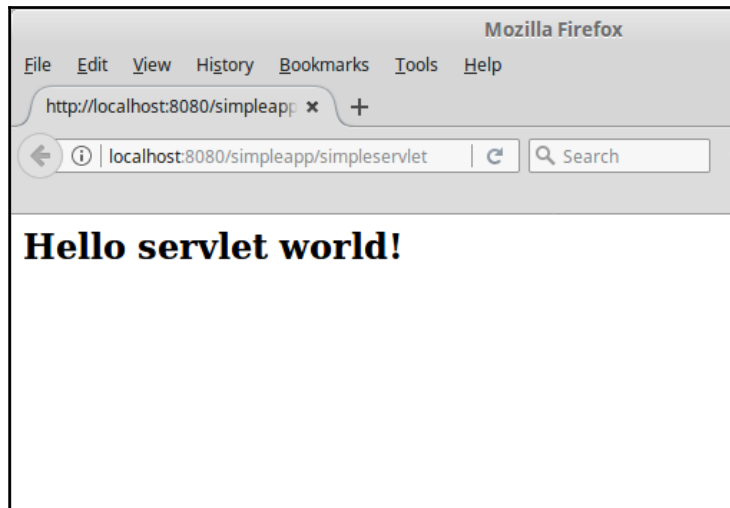 Mozilla Firefox
File Edit View History Bookmarks Tools Help
http://localhost:8080/simpleapp
localhost:8080/simpleapp/simpleservlet Search
Hello servlet world!